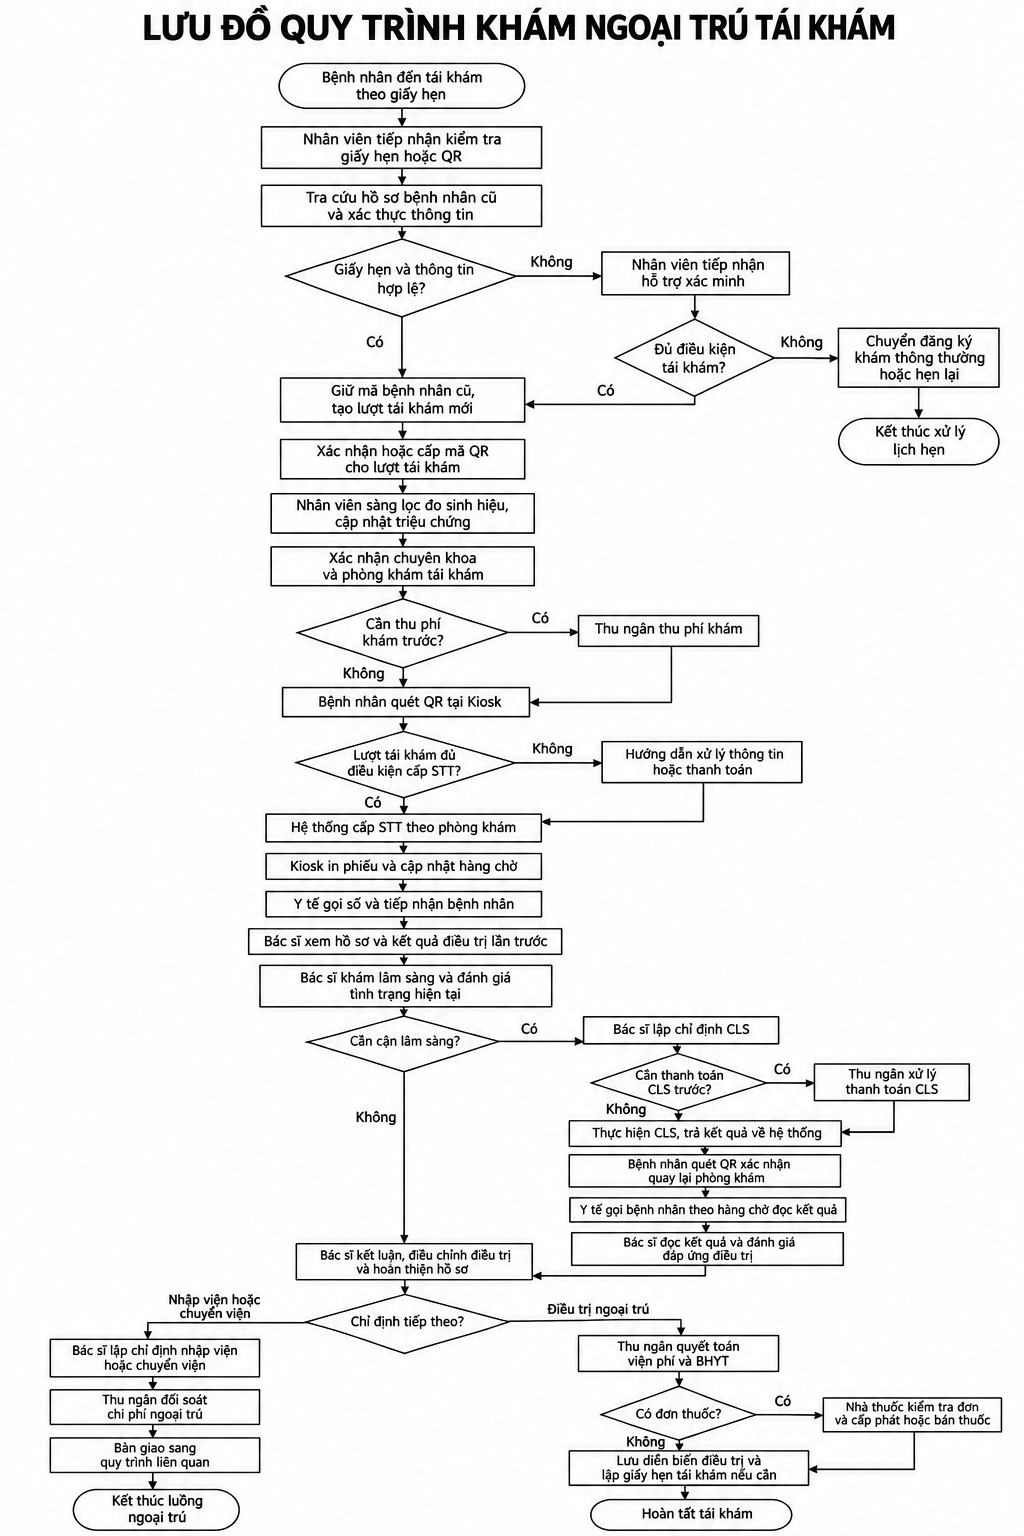 LƯU ĐỒ QUY TRÌNH KHÁM NGOẠI TRÚ TÁI KHÁM
Bệnh nhân đến tái khám
theo giấy hẹn
Nhân viên tiếp nhận kiểm tra
giấy hẹn hoặc QR
Tra cứu hồ sơ bệnh nhân cũ
và xác thực thông tin
Giấy hẹn và thông tin
hợp lệ?
Không
Nhân viên tiếp nhận
hỗ trợ xác minh
Có
Đủ điều kiện
tái khám?
Không
Chuyển đăng ký
khám thông thường
hoặc hẹn lại
Có
Kết thúc xử lý
lịch hẹn
Giữ mã bệnh nhân cũ,
tạo lượt tái khám mới
Xác nhận hoặc cấp mã QR
cho lượt tái khám
Nhân viên sàng lọc đo sinh hiệu,
cập nhật triệu chứng
Xác nhận chuyên khoa
và phòng khám tái khám
Cần thu phí
khám trước?
Có
Thu ngân thu phí khám
Không
Bệnh nhân quét QR tại Kiosk
Lượt tái khám đủ
điều kiện cấp STT?
Không
Hướng dẫn xử lý thông tin
hoặc thanh toán
Có
Hệ thống cấp STT theo phòng khám
Kiosk in phiếu và cập nhật hàng chờ
Y tế gọi số và tiếp nhận bệnh nhân
Bác sĩ xem hồ sơ và kết quả điều trị lần trước
Bác sĩ khám lâm sàng và đánh giá
tình trạng hiện tại
Cần cận lâm sàng?
Có
Bác sĩ lập chỉ định CLS
Cần thanh toán
CLS trước?
Có
Thu ngân xử lý
thanh toán CLS
Không
Không
Thực hiện CLS, trả kết quả về hệ thống
Bệnh nhân quét QR xác nhận
quay lại phòng khám
Y tế gọi bệnh nhân theo hàng chờ đọc kết quả
Bác sĩ đọc kết quả và đánh giá
đáp ứng điều trị
Bác sĩ kết luận, điều chỉnh điều trị
và hoàn thiện hồ sơ
Chỉ định tiếp theo?
Nhập viện hoặc
chuyển viện
Điều trị ngoại trú
Bác sĩ lập chỉ định nhập viện
hoặc chuyển viện
Thu ngân đối soát
chi phí ngoại trú
Bàn giao sang
quy trình liên quan
Kết thúc luồng
ngoại trú
Thu ngân quyết toán
viện phí và BHYT
Có đơn thuốc?
Có
Nhà thuốc kiểm tra đơn
và cấp phát hoặc bán thuốc
Không
Lưu diễn biến điều trị và
lập giấy hẹn tái khám nếu cần
Hoàn tất tái khám